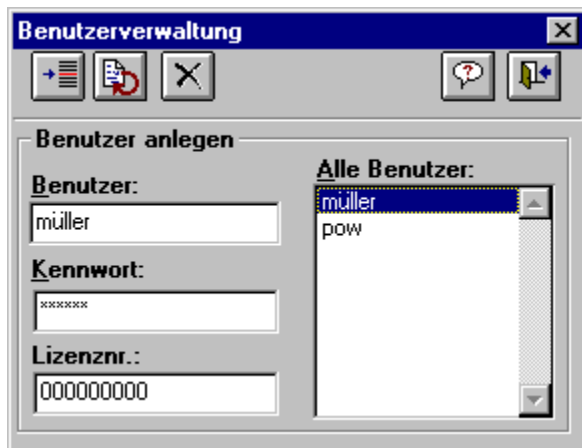 Benutzerverwaltung
?
Benutzer anlegen
Benutzer:
müller
Kennwort:
******
Lizenznr.:
000000000
Alle Benutzer:
müller
pow